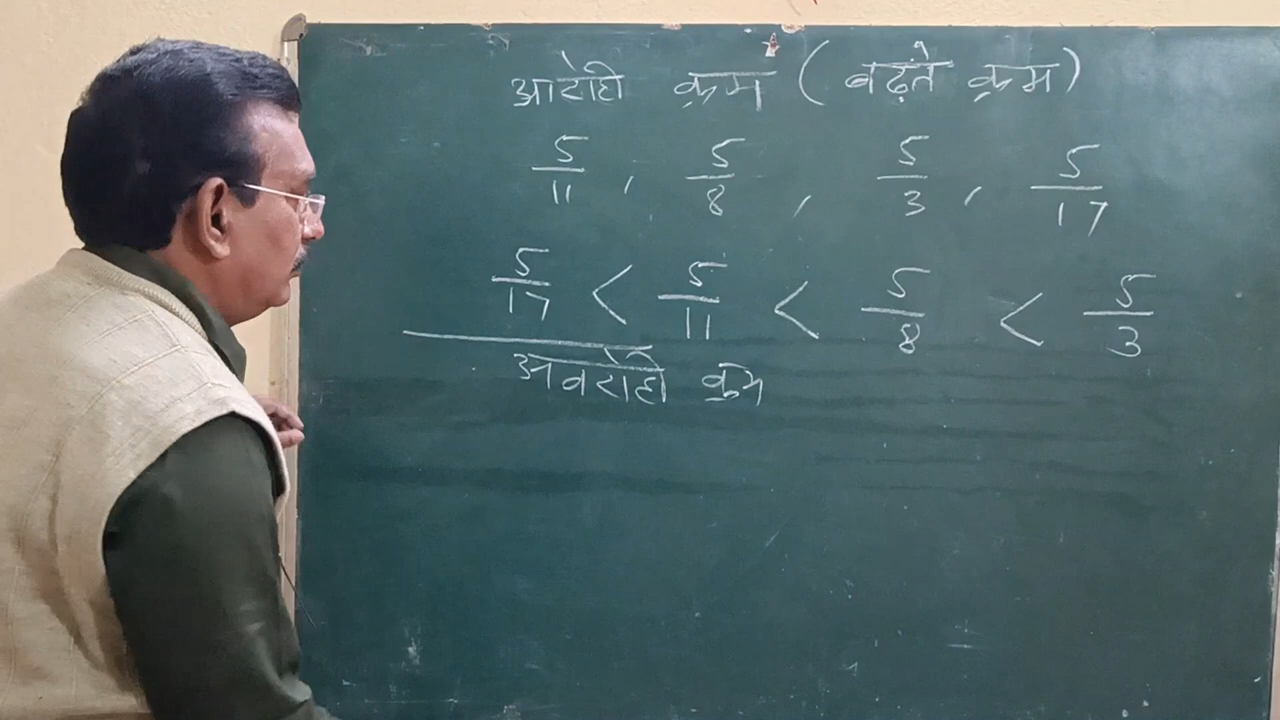 आरोही क्रम (बढ़ते क्रम)
5/11, 5/8, 5/3, 5/17
5/17 < 5/11 < 5/8 < 5/3
अवरोही क्रम